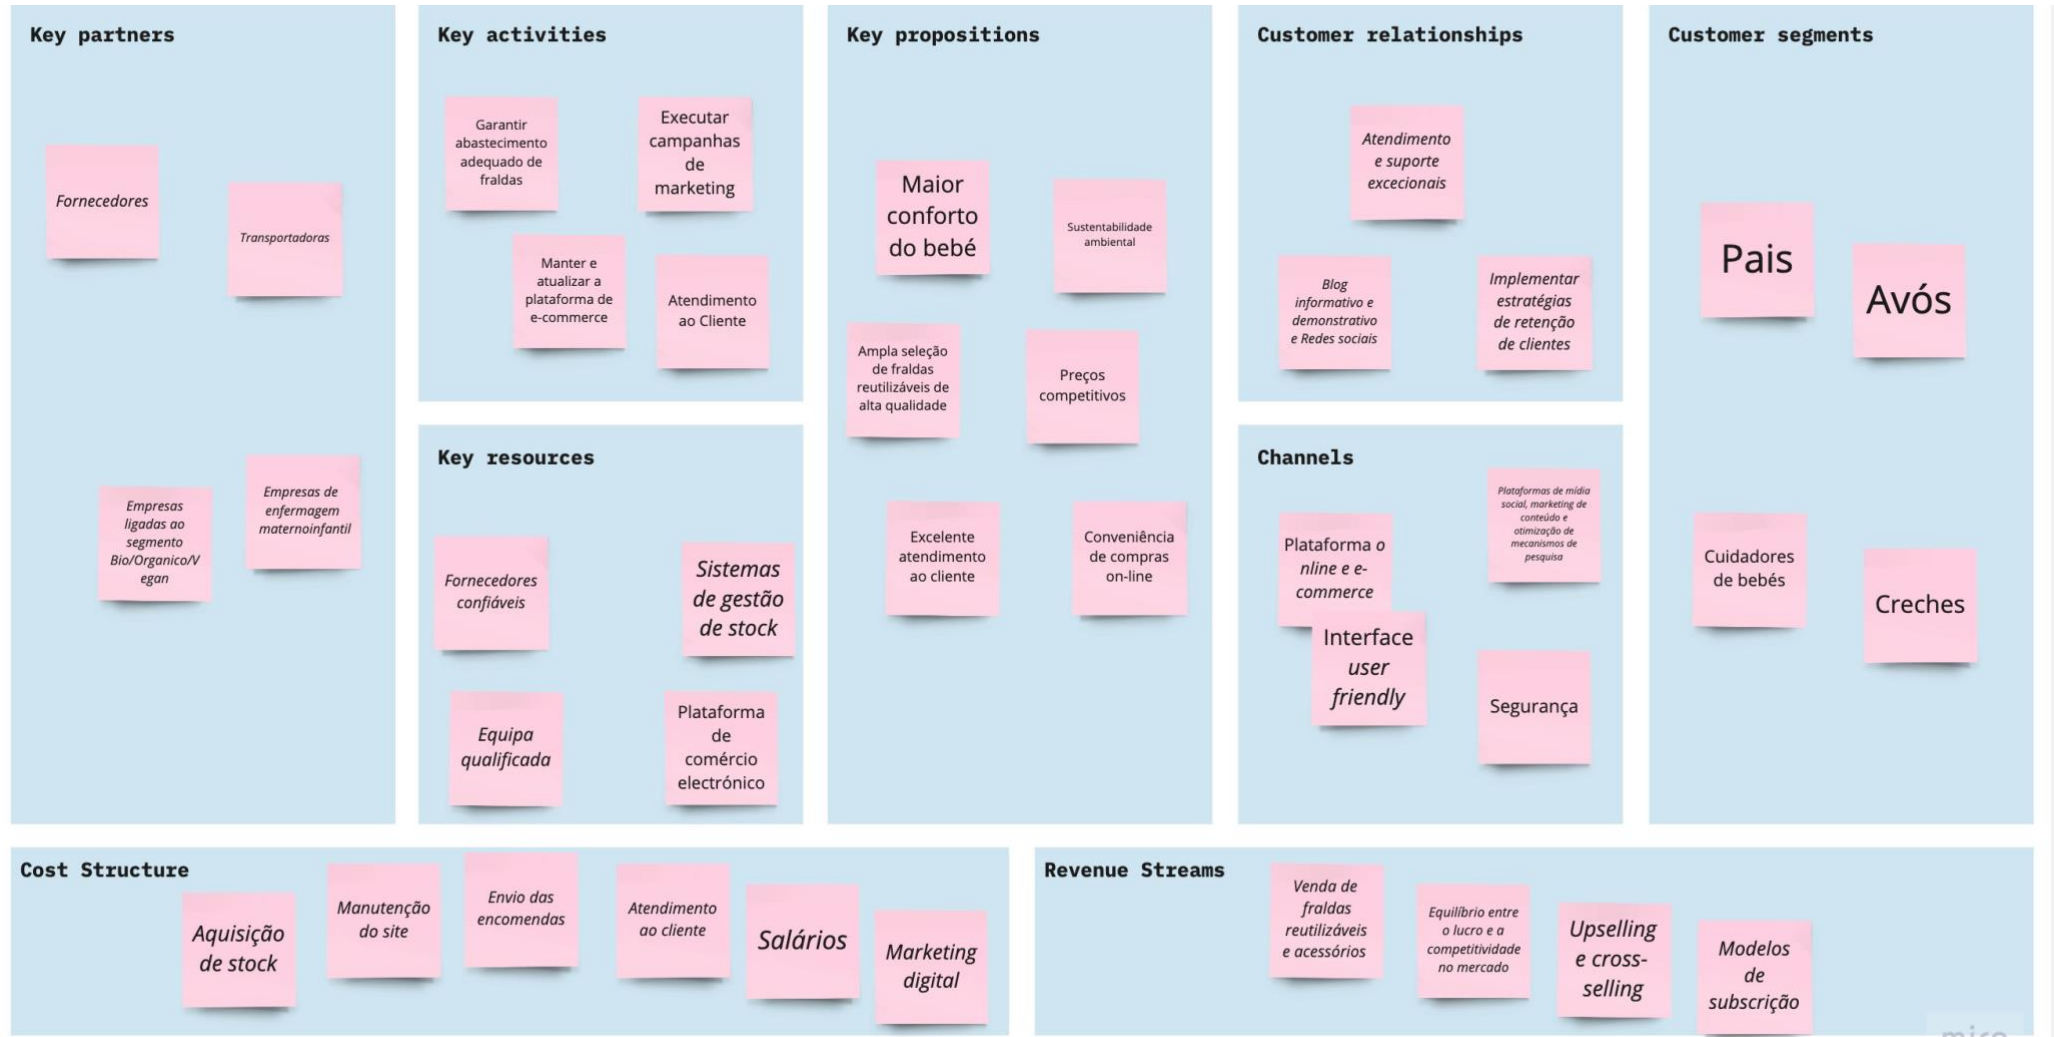 Key partners
Fornecedores
Transportadoras
Empresas
ligadas ao
segmento
Bio/Organico/V
egan
Empresas de
enfermagem
maternoinfantil
Key activities
Garantir
abastecimento
adequado de
fraldas
Executar
campanhas
de
marketing
Manter e
atualizar a
plataforma de
e-commerce
Atendimento
ao Cliente
Key resources
Fornecedores
confiáveis
Sistemas
de gestão
de stock
Equipa
qualificada
Plataforma
de
comércio
electrónico
Key propositions
Maior
conforto
do bebé
Sustentabilidade
ambiental
Ampla seleção
de fraldas
reutilizáveis de
alta qualidade
Preços
competitivos
Excelente
atendimento
ao cliente
Conveniência
de compras
on-line
Customer relationships
Atendimento
e suporte
excecionais
Blog
informativo e
demonstrativo
e Redes sociais
Implementar
estratégias
de retenção
de clientes
Channels
Plataformas de mídia
social, marketing de
conteúdo e
otimização de
mecanismos de
pesquisa
Plataforma o
nline e e-
commerce
Interface
user
friendly
Segurança
Customer segments
Pais
Avós
Cuidadores
de bebés
Creches
Cost Structure
Aquisição
de stock
Manutenção
do site
Envio das
encomendas
Atendimento
ao cliente
Salários
Marketing
digital
Revenue Streams
Venda de
fraldas
reutilizáveis
e acessórios
Equilíbrio entre
o lucro e a
competitividade
no mercado
Upselling
e cross-
selling
Modelos
de
subscrição
miro